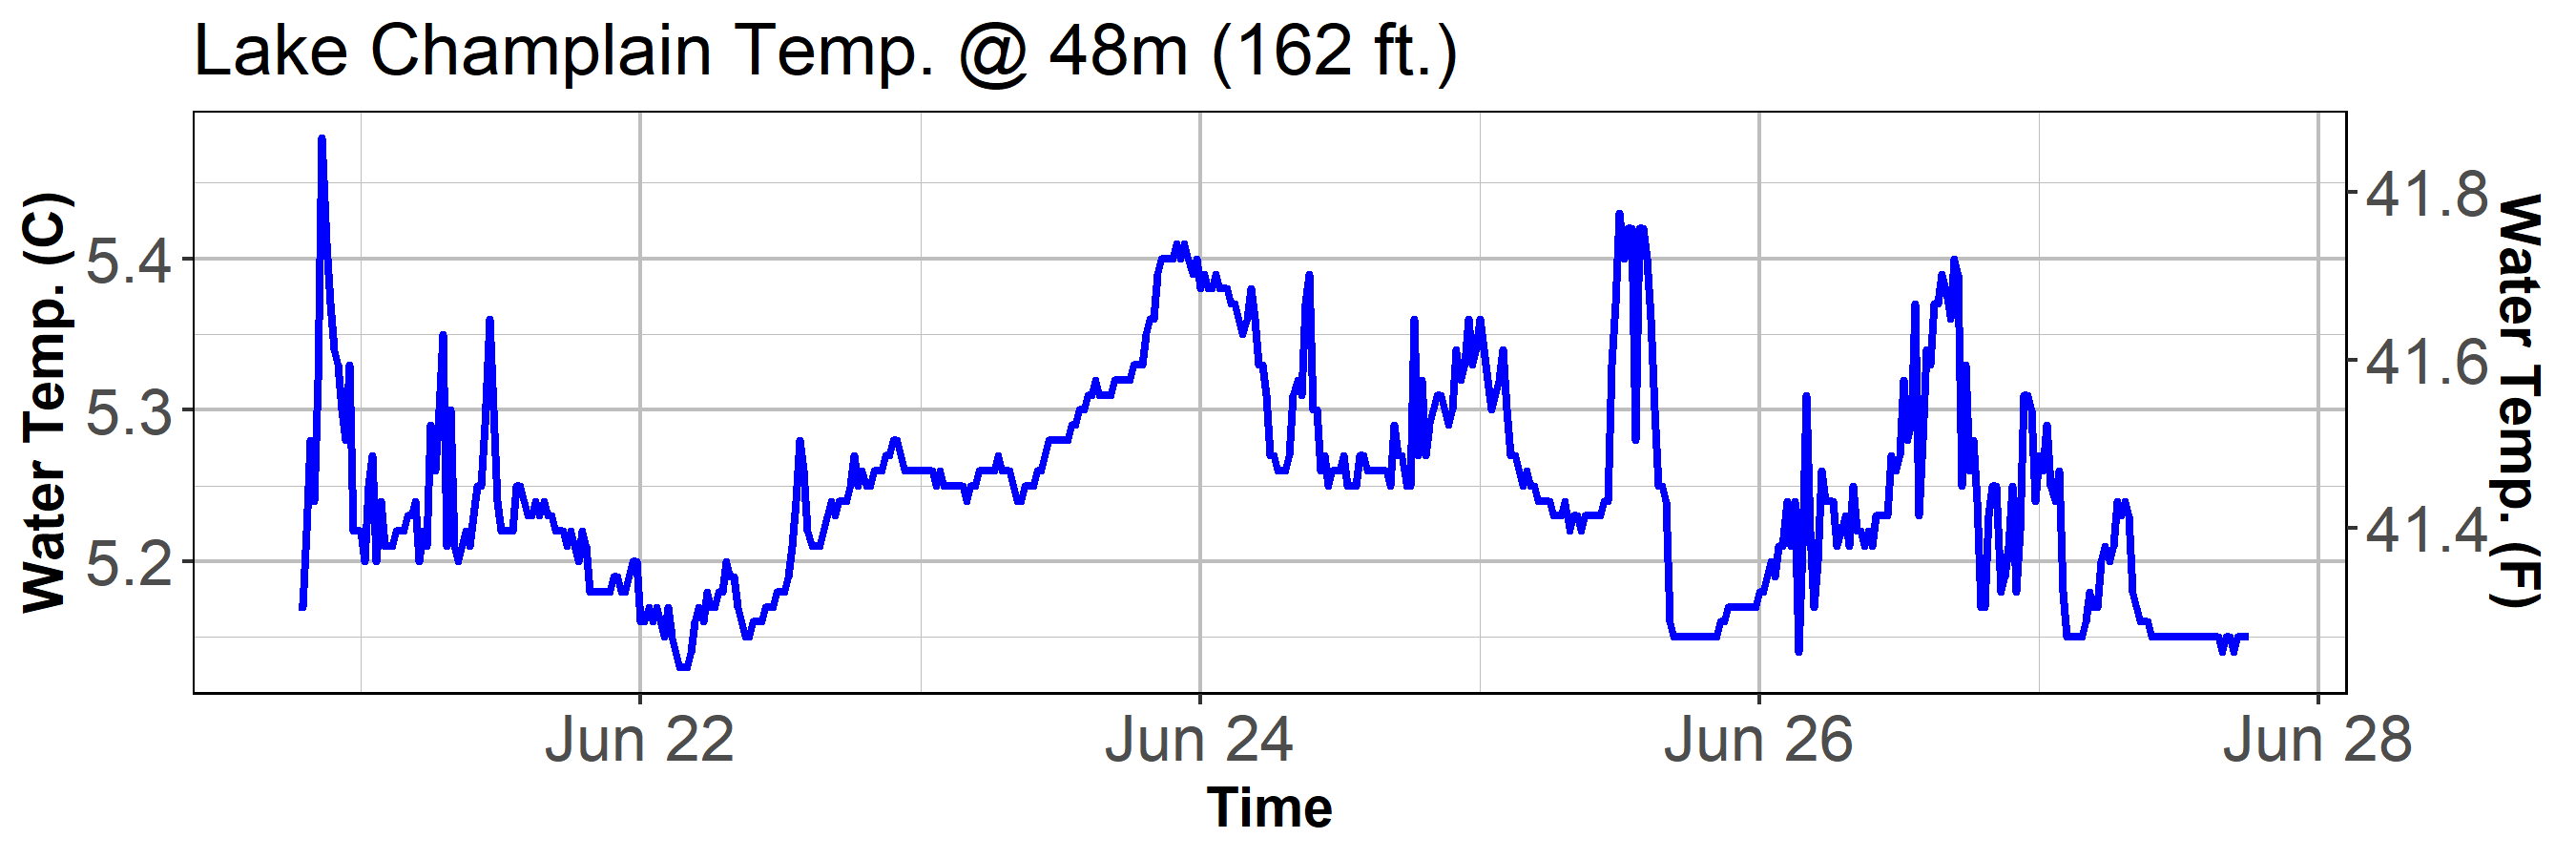 Lake Champlain Temp. @ 48m (162 ft.)
Water Temp. (C)
5.4
5.3
5.2
41.8
41.6
41.4
Water Temp. (F)
Jun 22
Jun 24
Jun 26
Jun 28
Time